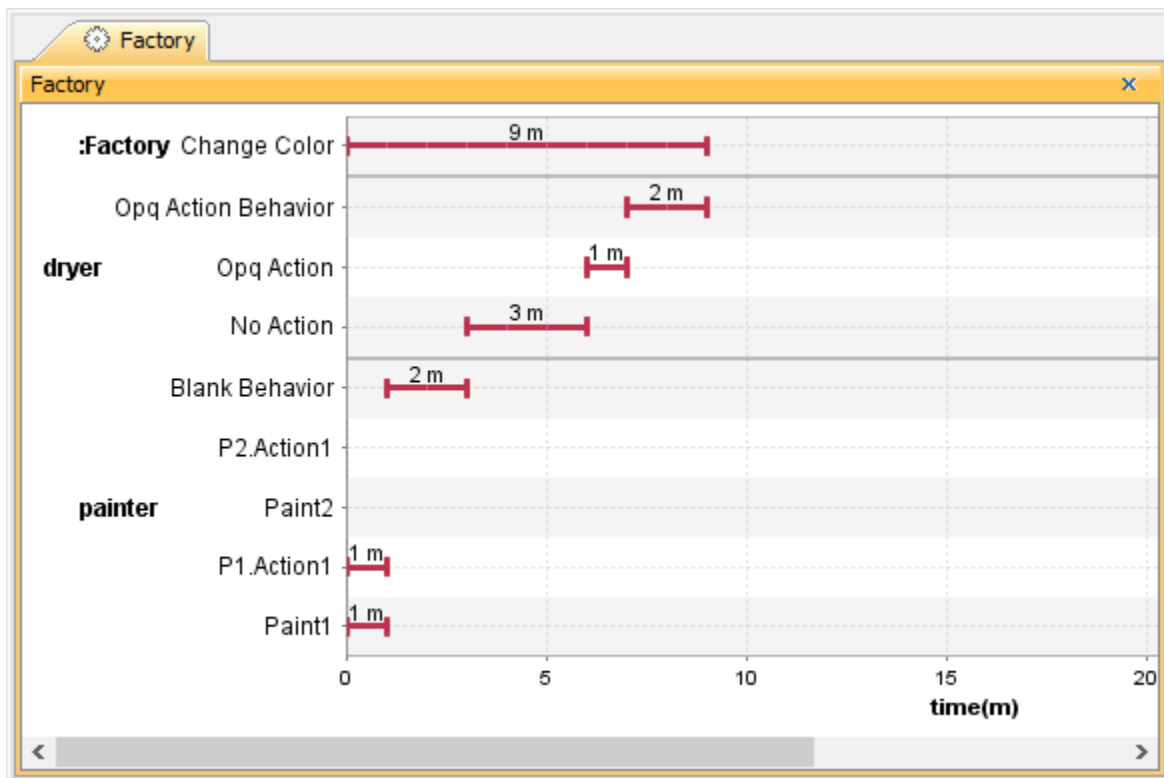 Factory
Factory
:Factory Change Color 9 m
Opq Action Behavior 2 m
dryer Opq Action 1 m
No Action 3 m
Blank Behavior 2 m
P2.Action1
painter Paint2
P1.Action1 1 m
Paint1 1 m
0 5 10 15 20
time(m)